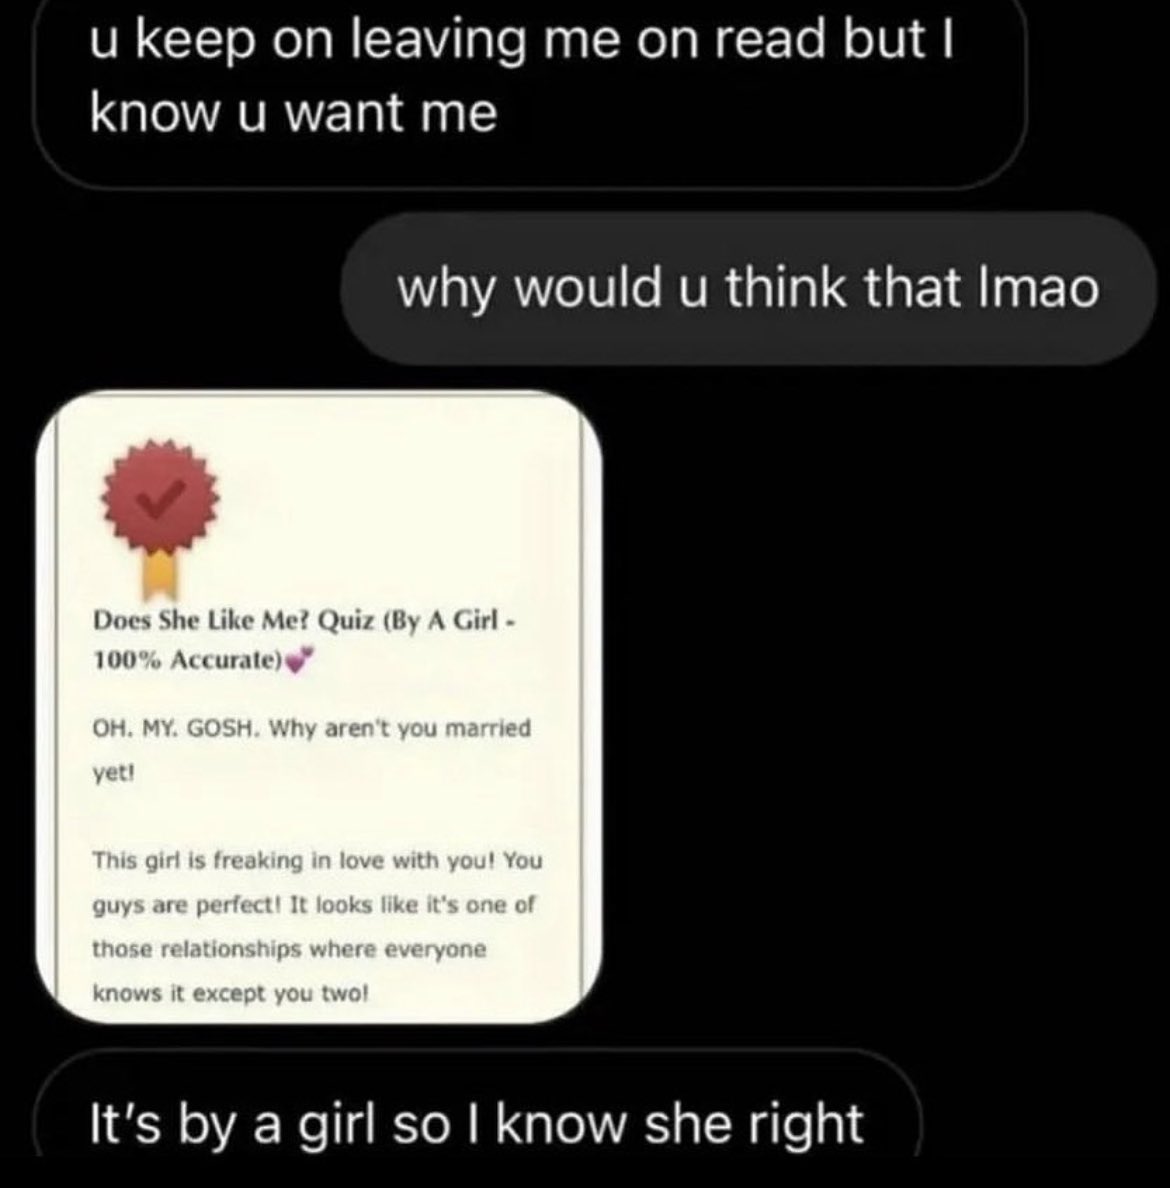 u keep on leaving me on read but I
know u want me
why would u think that lmao
Does She Like Me? Quiz (By A Girl -
100% Accurate)💕
OH. MY. GOSH. Why aren't you married
yet!
This girl is freaking in love with you! You
guys are perfect! It looks like it's one of
those relationships where everyone
knows it except you two!
It's by a girl so I know she right